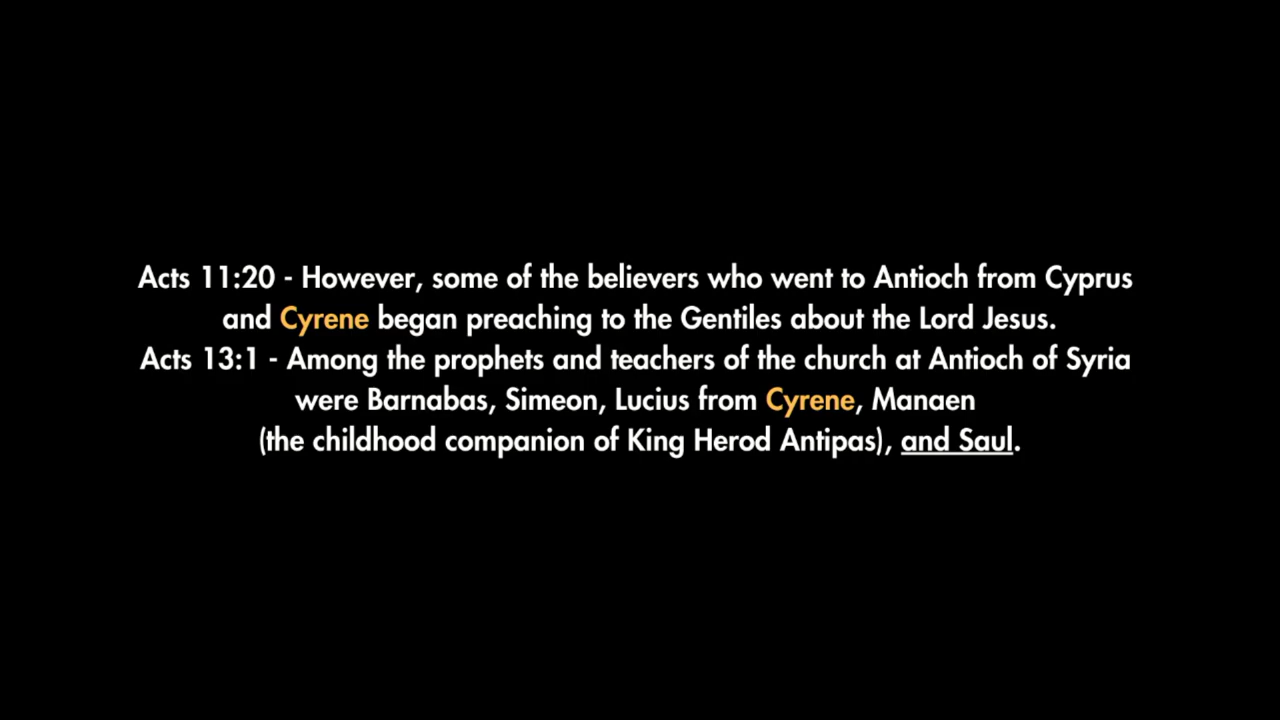 Acts 11:20 - However, some of the believers who went to Antioch from Cyprus
and Cyrene began preaching to the Gentiles about the Lord Jesus.
Acts 13:1 - Among the prophets and teachers of the church at Antioch of Syria
were Barnabas, Simeon, Lucius from Cyrene, Manaen
(the childhood companion of King Herod Antipas), and Saul.